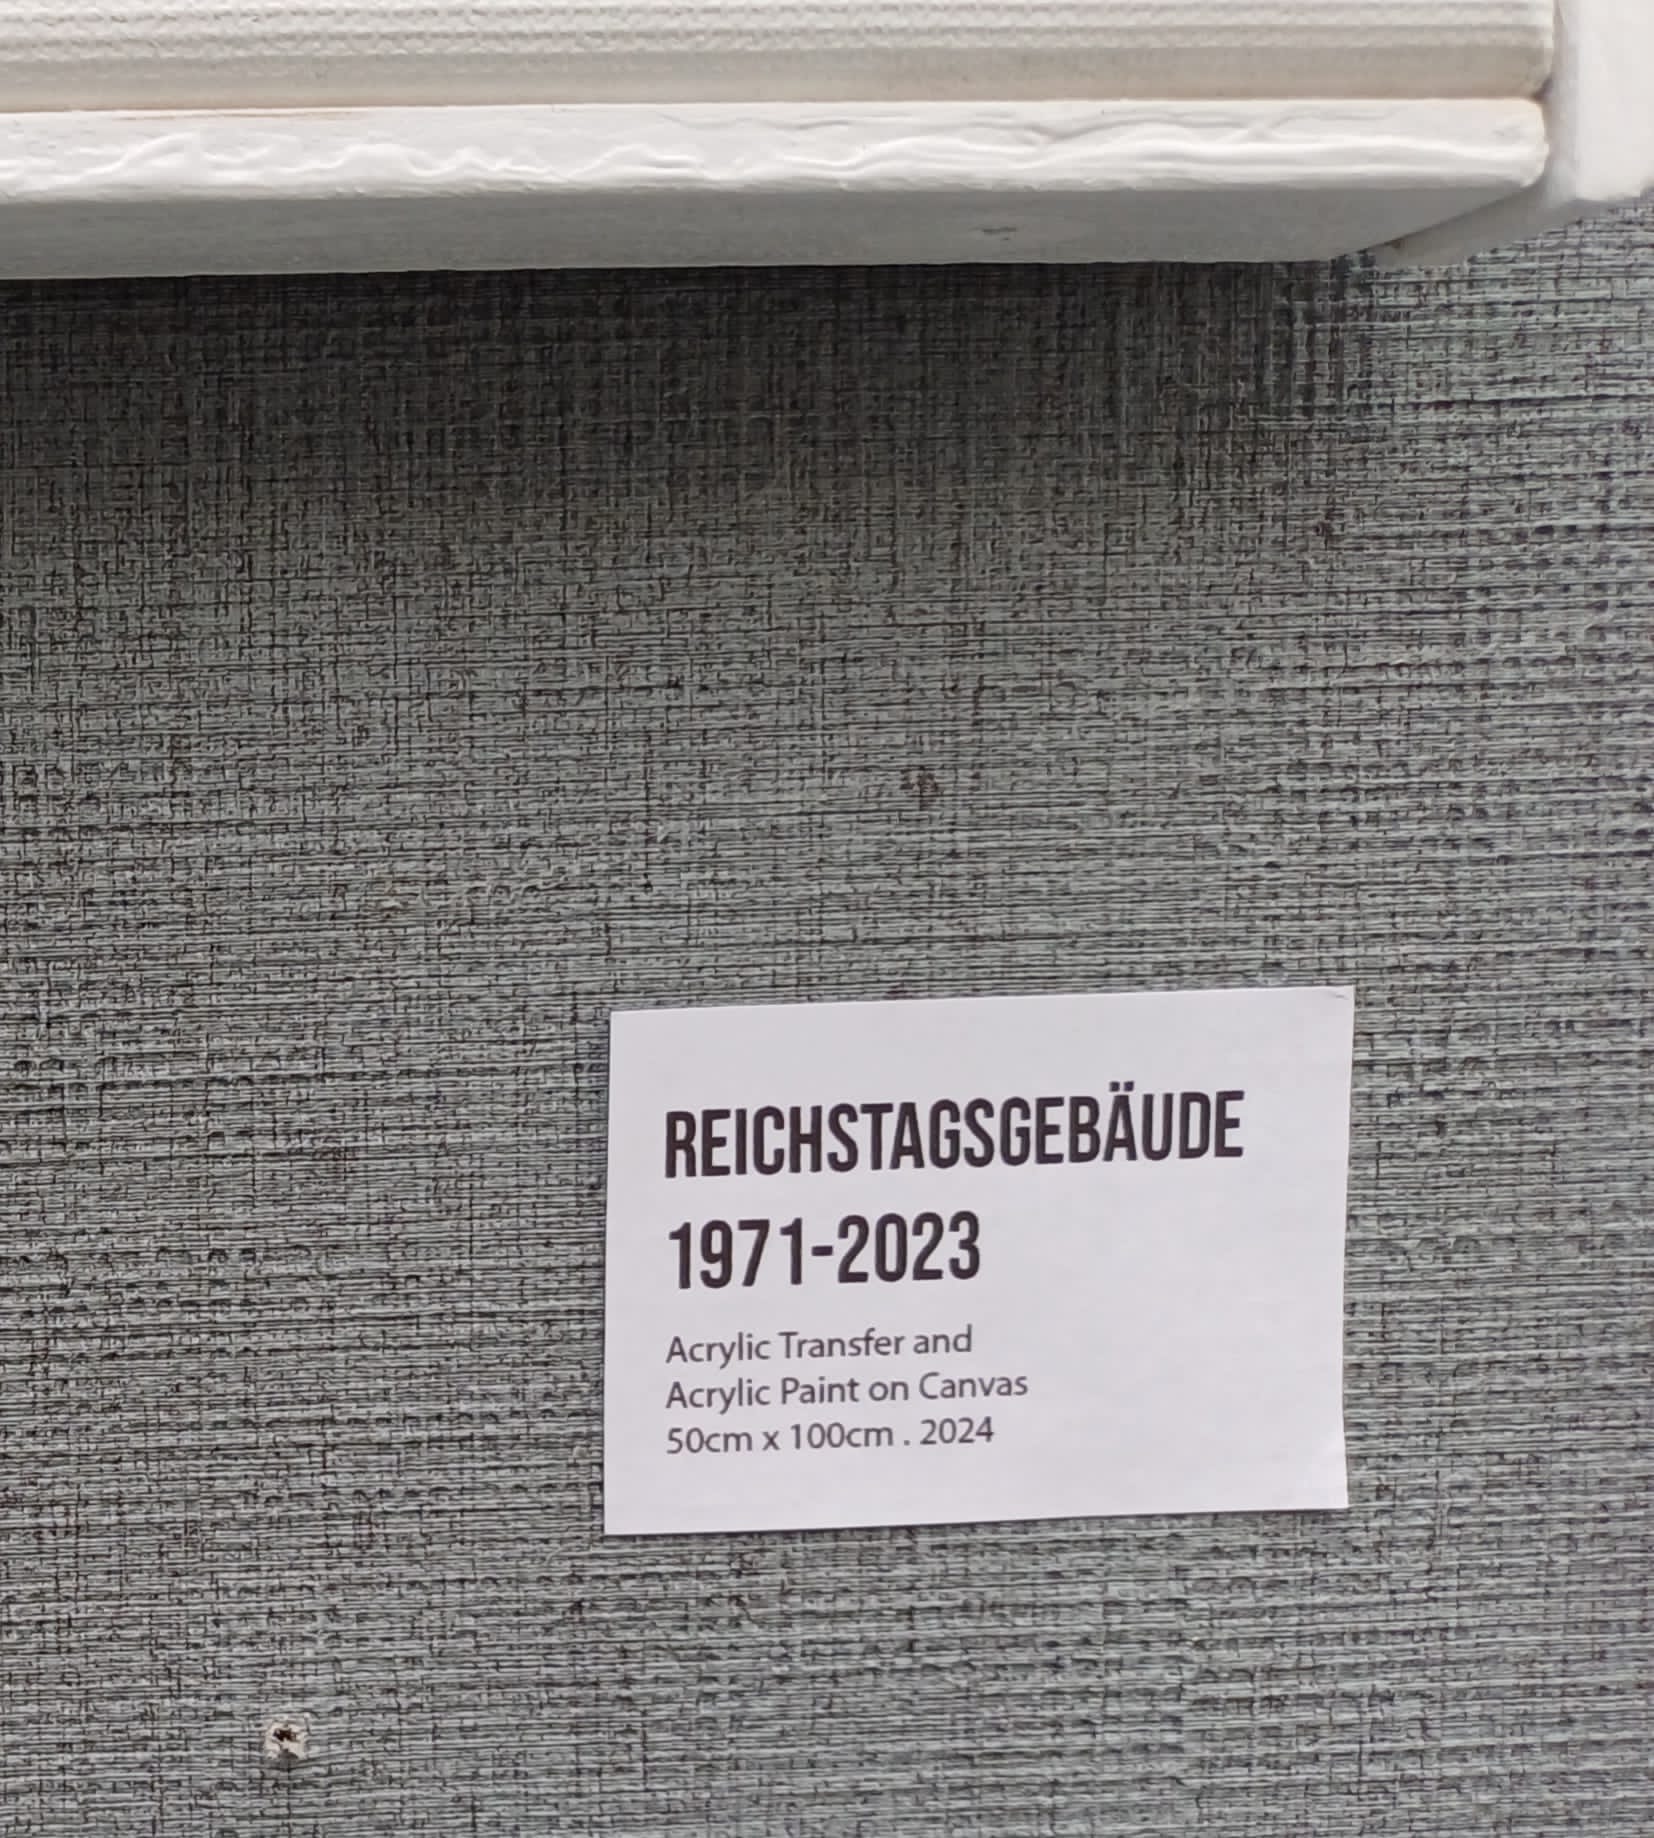 REICHSTAGSGEBÄUDE
1971-2023
Acrylic Transfer and
Acrylic Paint on Canvas
50cm x 100cm . 2024